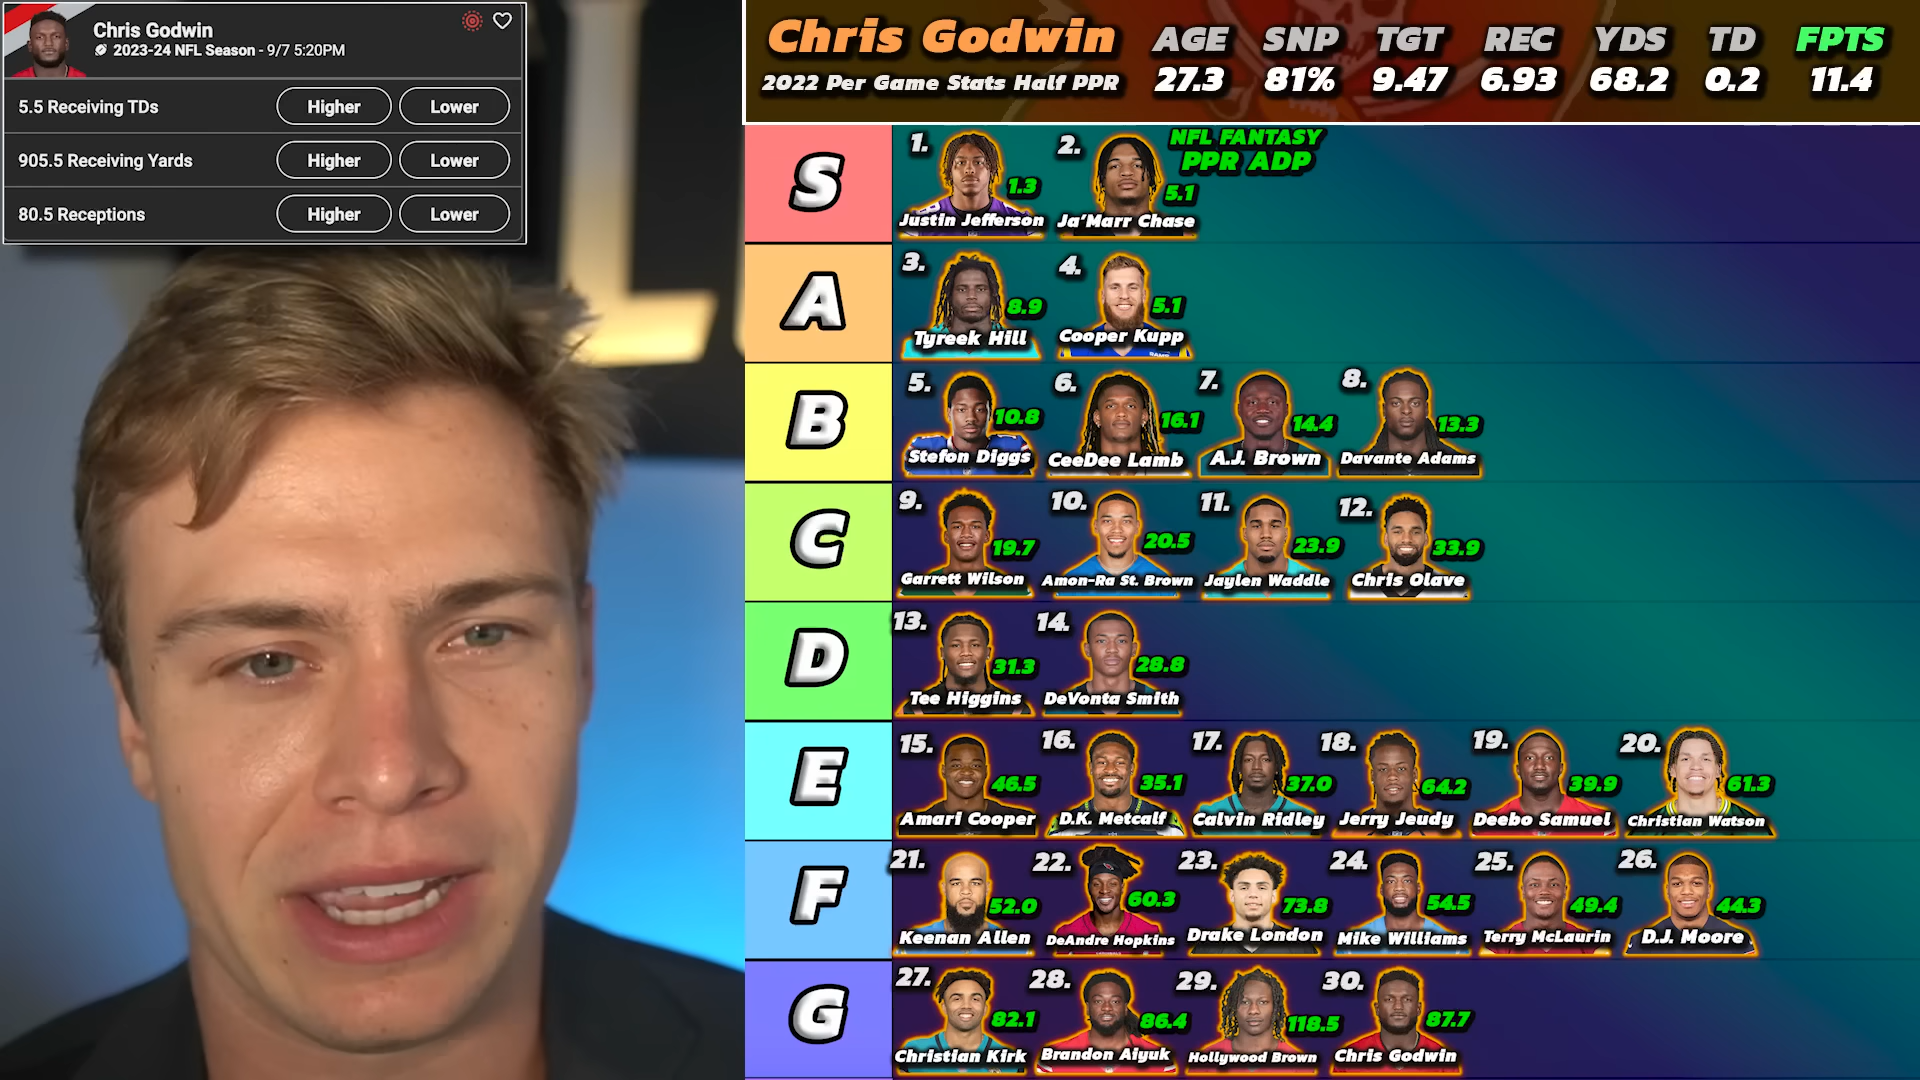 Chris Godwin
2023-24 NFL Season - 9/7 5:20PM
5.5 Receiving TDs Higher Lower
905.5 Receiving Yards Higher Lower
80.5 Receptions Higher Lower
Chris Godwin AGE SNP TGT REC YDS TD FPTS
2022 Per Game Stats Half PPR 27.3 81% 9.47 6.93 68.2 0.2 11.4
NFL FANTASY
PPR ADP
S
1. 1.3 Justin Jefferson
2. 5.1 Ja'Marr Chase
A
3. 8.9 Tyreek Hill
4. 5.1 Cooper Kupp
B
5. 10.8 Stefon Diggs
6. 16.1 CeeDee Lamb
7. 14.4 A.J. Brown
8. 13.3 Davante Adams
C
9. 19.7 Garrett Wilson
10. 20.5 Amon-Ra St. Brown
11. 23.9 Jaylen Waddle
12. 33.9 Chris Olave
D
13. 31.3 Tee Higgins
14. 28.8 DeVonta Smith
E
15. 46.5 Amari Cooper
16. 35.1 D.K. Metcalf
17. 37.0 Calvin Ridley
18. 64.2 Jerry Jeudy
19. 39.9 Deebo Samuel
20. 61.3 Christian Watson
F
21. 52.0 Keenan Allen
22. 60.3 DeAndre Hopkins
23. 73.8 Drake London
24. 54.5 Mike Williams
25. 49.4 Terry McLaurin
26. 44.3 D.J. Moore
G
27. 82.1 Christian Kirk
28. 86.4 Brandon Aiyuk
29. 118.5 Hollywood Brown
30. 87.7 Chris Godwin